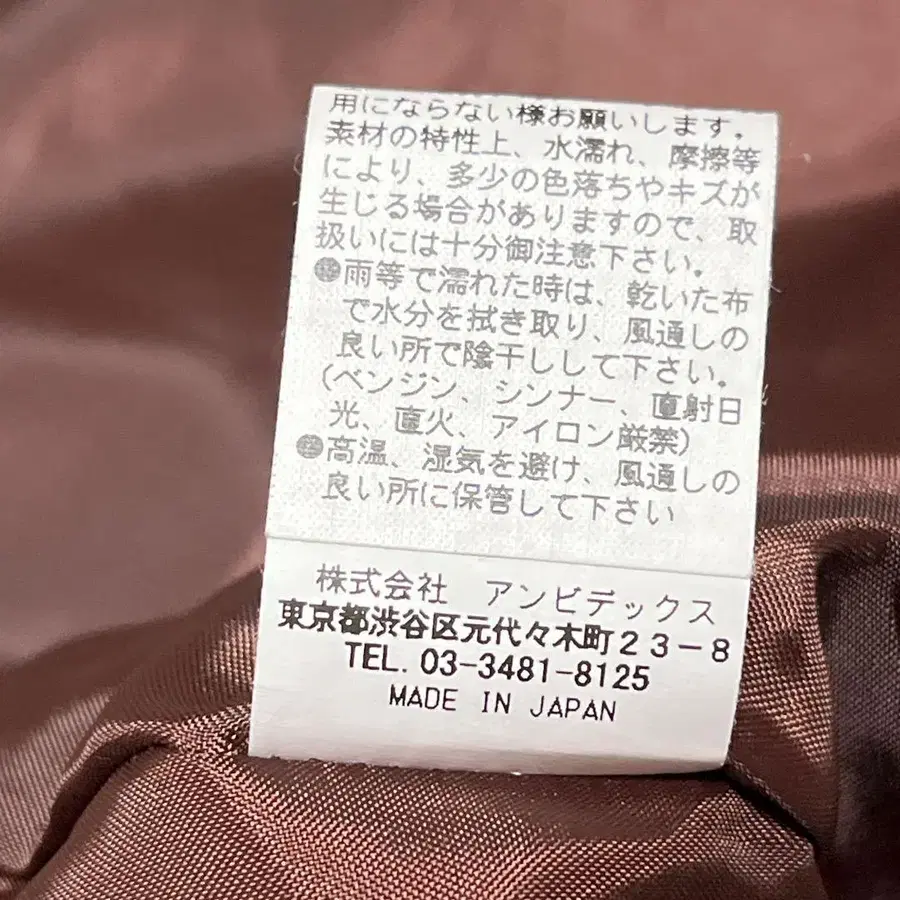 用にならない様お願いします。
素材の特性上、水濡れ、摩擦等
により、多少の色落ちやキズが
生じる場合がありますので、取
扱いには十分御注意下さい。
●雨等で濡れた時は、乾いた布
で水分を拭き取り、風通しの
良い所で陰干しして下さい。
(ベンジン、シンナー、直射日
光、直火、アイロン厳禁)
●高温、湿気を避け、風通しの
良い所に保管して下さい
株式会社 アンビデックス
東京都渋谷区元代々木町23-8
TEL. 03-3481-8125
MADE IN JAPAN